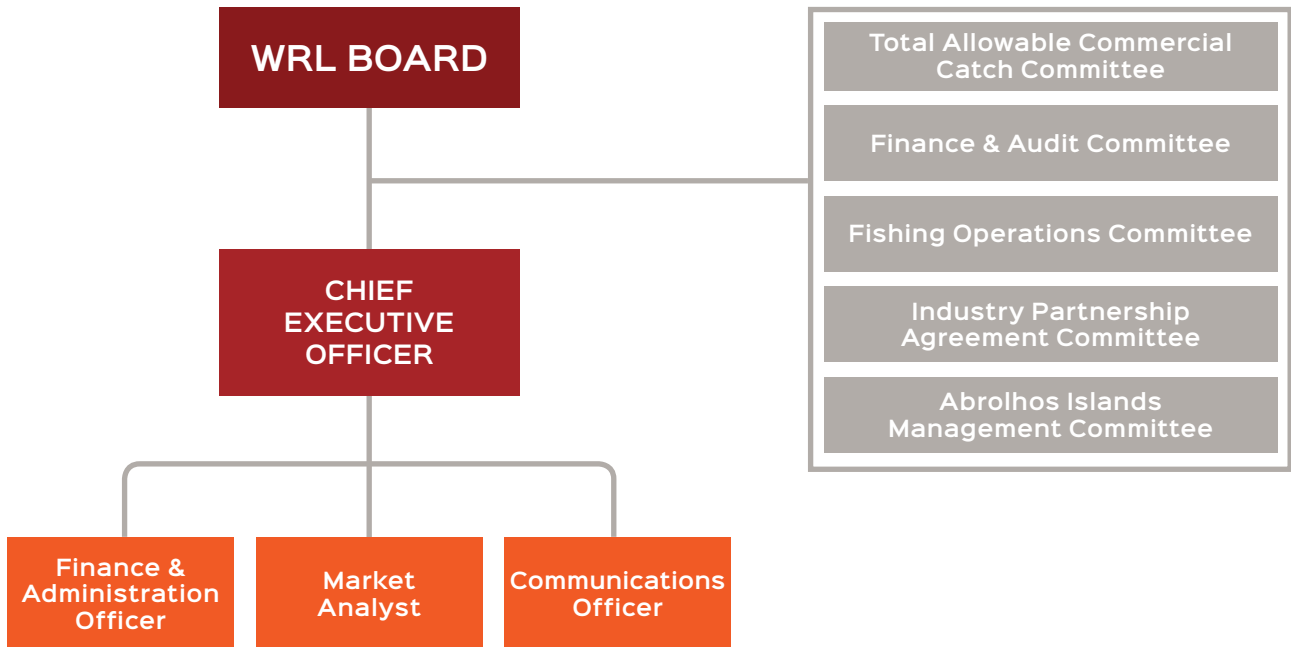 WRL BOARD
CHIEF
EXECUTIVE
OFFICER
Finance &
Administration
Officer
Market
Analyst
Communications
Officer
Total Allowable Commercial
Catch Committee
Finance & Audit Committee
Fishing Operations Committee
Industry Partnership
Agreement Committee
Abrolhos Islands
Management Committee